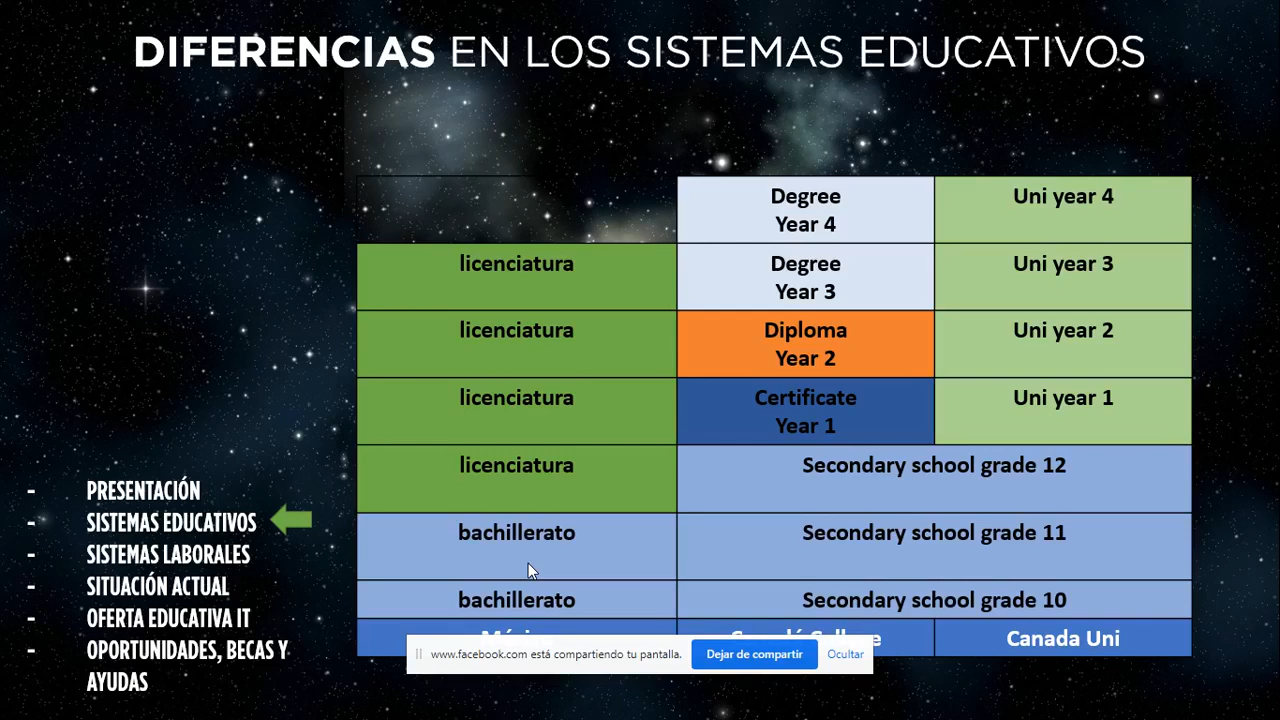 DIFERENCIAS EN LOS SISTEMAS EDUCATIVOS
Degree
Year 4
Uni year 4
licenciatura
Degree
Year 3
Uni year 3
licenciatura
Diploma
Year 2
Uni year 2
licenciatura
Certificate
Year 1
Uni year 1
licenciatura
Secondary school grade 12
bachillerato
Secondary school grade 11
bachillerato
Secondary school grade 10
Canada Uni
- PRESENTACIÓN
- SISTEMAS EDUCATIVOS
- SISTEMAS LABORALES
- SITUACIÓN ACTUAL
- OFERTA EDUCATIVA IT
- OPORTUNIDADES, BECAS Y
AYUDAS
www.facebook.com está compartiendo tu pantalla.
Dejar de compartir
Ocultar